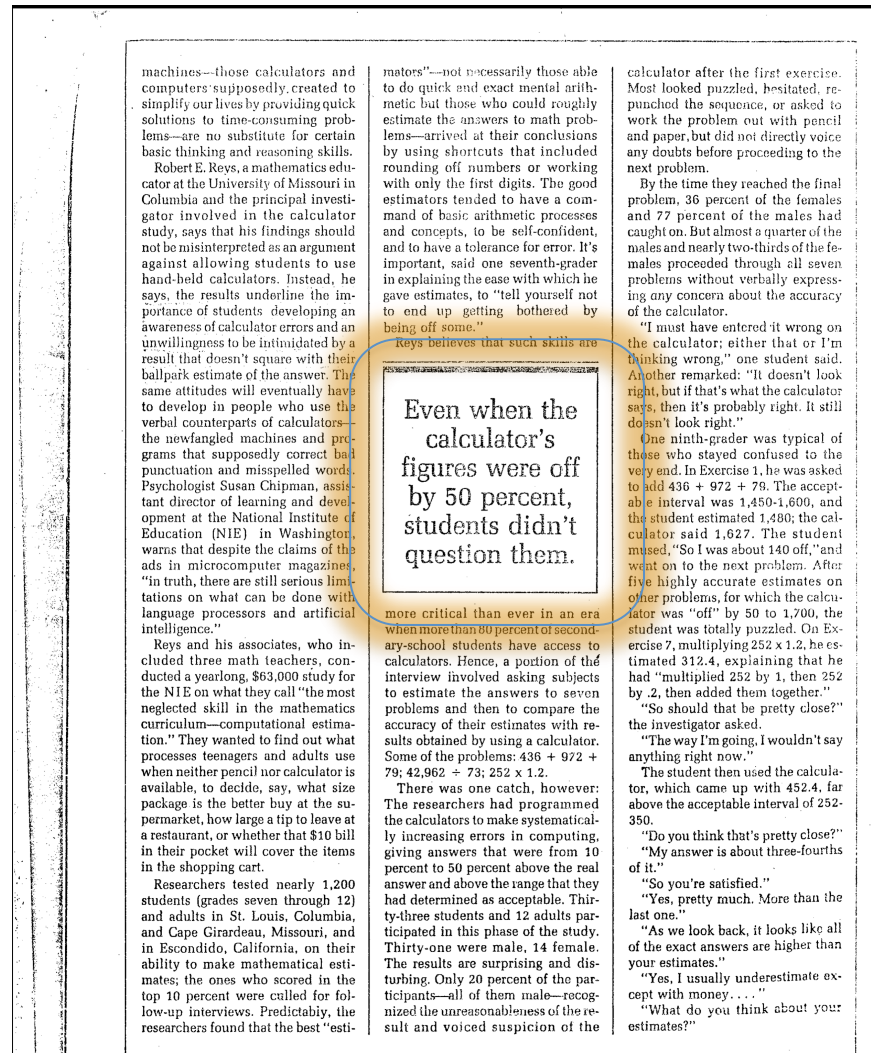 machines—those calculators and
computers supposedly created to
simplify our lives by providing quick
solutions to time-consuming prob-
lems—are no substitute for certain
basic thinking and reasoning skills.
Robert E. Reys, a mathematics edu-
cator at the University of Missouri in
Columbia and the principal investi-
gator involved in the calculator
study, says that his findings should
not be misinterpreted as an argument
against allowing students to use
hand-held calculators. Instead, he
says, the results underline the im-
portance of students developing an
awareness of calculator errors and an
unwillingness to be intimidated by a
result that doesn't square with their
ballpark estimate of the answer. The
same attitudes will eventually have
to develop in people who use the
verbal counterparts of calculators—
the newfangled machines and pro-
grams that supposedly correct bad
punctuation and misspelled words.
Psychologist Susan Chipman, assis-
tant director of learning and devel-
opment at the National Institute of
Education (NIE) in Washington,
warns that despite the claims of the
ads in microcomputer magazines,
"in truth, there are still serious limi-
tations on what can be done with
language processors and artificial
intelligence."
Reys and his associates, who in-
cluded three math teachers, con-
ducted a yearlong, $63,000 study for
the NIE on what they call "the most
neglected skill in the mathematics
curriculum—computational estima-
tion." They wanted to find out what
processes teenagers and adults use
when neither pencil nor calculator is
available, to decide, say, what size
package is the better buy at the su-
permarket, how large a tip to leave at
a restaurant, or whether that $10 bill
in their pocket will cover the items
in the shopping cart.
Researchers tested nearly 1,200
students (grades seven through 12)
and adults in St. Louis, Columbia,
and Cape Girardeau, Missouri, and
in Escondido, California, on their
ability to make mathematical esti-
mates; the ones who scored in the
top 10 percent were culled for fol-
low-up interviews. Predictably, the
researchers found that the best "esti-
mators"—not necessarily those able
to do quick and exact mental arith-
metic but those who could roughly
estimate the answers to math prob-
lems—arrived at their conclusions
by using shortcuts that included
rounding off numbers or working
with only the first digits. The good
estimators tended to have a com-
mand of basic arithmetic processes
and concepts, to be self-confident,
and to have a tolerance for error. It's
important, said one seventh-grader
in explaining the ease with which he
gave estimates, to "tell yourself not
to end up getting bothered by
being off some."
Reys believes that such skills are
Even when the
calculator's
figures were off
by 50 percent,
students didn't
question them.
more critical than ever in an era
when more than 80 percent of second-
ary-school students have access to
calculators. Hence, a portion of the
interview involved asking subjects
to estimate the answers to seven
problems and then to compare the
accuracy of their estimates with re-
sults obtained by using a calculator.
Some of the problems: 436 + 972 +
79; 42,962 ÷ 73; 252 x 1.2.
There was one catch, however:
The researchers had programmed
the calculators to make systematical-
ly increasing errors in computing,
giving answers that were from 10
percent to 50 percent above the real
answer and above the range that they
had determined as acceptable. Thir-
ty-three students and 12 adults par-
ticipated in this phase of the study.
Thirty-one were male, 14 female.
The results are surprising and dis-
turbing. Only 20 percent of the par-
ticipants—all of them male—recog-
nized the unreasonableness of the re-
sult and voiced suspicion of the
calculator after the first exercise.
Most looked puzzled, hesitated, re-
punched the sequence, or asked to
work the problem out with pencil
and paper, but did not directly voice
any doubts before proceeding to the
next problem.
By the time they reached the final
problem, 36 percent of the females
and 77 percent of the males had
caught on. But almost a quarter of the
males and nearly two-thirds of the fe-
males proceeded through all seven
problems without verbally express-
ing any concern about the accuracy
of the calculator.
"I must have entered it wrong on
the calculator; either that or I'm
thinking wrong," one student said.
Another remarked: "It doesn't look
right, but if that's what the calculator
says, then it's probably right. It still
doesn't look right."
One ninth-grader was typical of
those who stayed confused to the
very end. In Exercise 1, he was asked
to add 436 + 972 + 79. The accept-
able interval was 1,450-1,600, and
the student estimated 1,480; the cal-
culator said 1,627. The student
mused, "So I was about 140 off," and
went on to the next problem. After
five highly accurate estimates on
other problems, for which the calcu-
lator was "off" by 50 to 1,700, the
student was totally puzzled. On Ex-
ercise 7, multiplying 252 x 1.2, he es-
timated 312.4, explaining that he
had "multiplied 252 by 1, then 252
by .2, then added them together."
"So should that be pretty close?"
the investigator asked.
"The way I'm going, I wouldn't say
anything right now."
The student then used the calcula-
tor, which came up with 452.4, far
above the acceptable interval of 252-
350.
"Do you think that's pretty close?"
"My answer is about three-fourths
of it."
"So you're satisfied."
"Yes, pretty much. More than the
last one."
"As we look back, it looks like all
of the exact answers are higher than
your estimates."
"Yes, I usually underestimate ex-
cept with money. . . ."
"What do you think about your
estimates?"